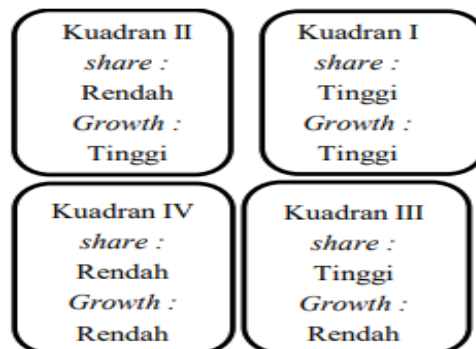 Kuadran II
share :
Rendah
Growth :
Tinggi
Kuadran I
share :
Tinggi
Growth :
Tinggi
Kuadran IV
share :
Rendah
Growth :
Rendah
Kuadran III
share :
Tinggi
Growth :
Rendah